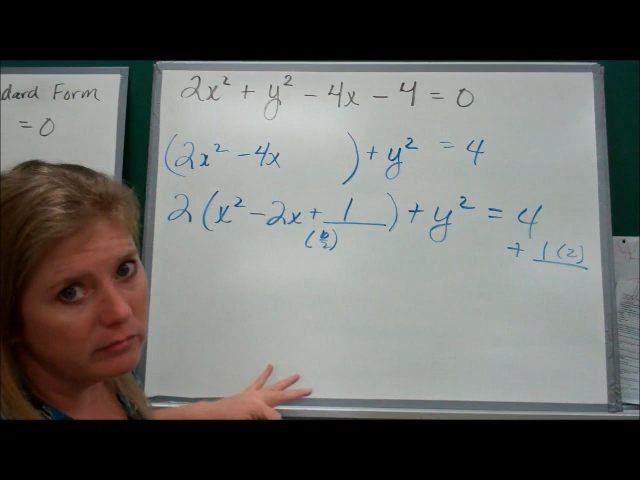 dard Form
= 0
2x² + y² - 4x - 4 = 0
(2x² - 4x ) + y² = 4
2(x² - 2x + 1 ) + y² = 4
(b/2) + 1(2)